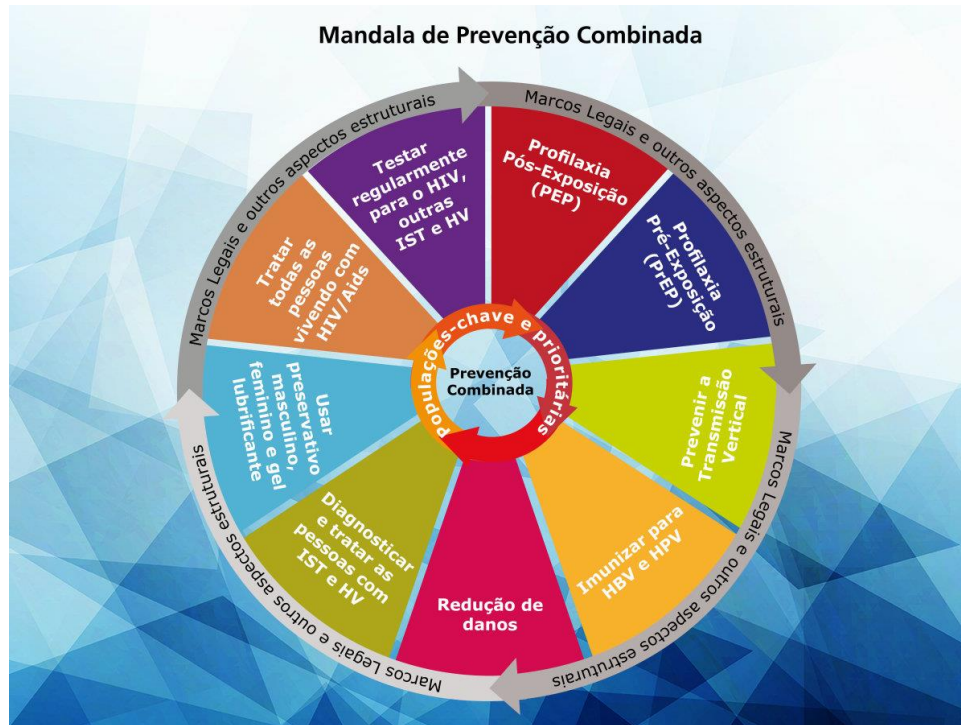 Mandala de Prevenção Combinada
Marcos Legais e outros aspectos estruturais
Marcos Legais e outros aspectos estruturais
Marcos Legais e outros aspectos estruturais
Marcos Legais e outros aspectos estruturais
Profilaxia
Pós-Exposição
(PEP)
Profilaxia
Pré-Exposição
(PrEP)
Prevenir a
Transmissão
Vertical
Imunizar para
HBV e HPV
Redução de
danos
Diagnosticar
e tratar as
pessoas com
IST e HV
Usar
preservativo
masculino,
feminino e gel
lubrificante
Tratar
todas as
pessoas
vivendo com
HIV/Aids
Testar
regularmente
para o HIV,
outras
IST e HV
Populações-chave e prioritárias
Prevenção
Combinada